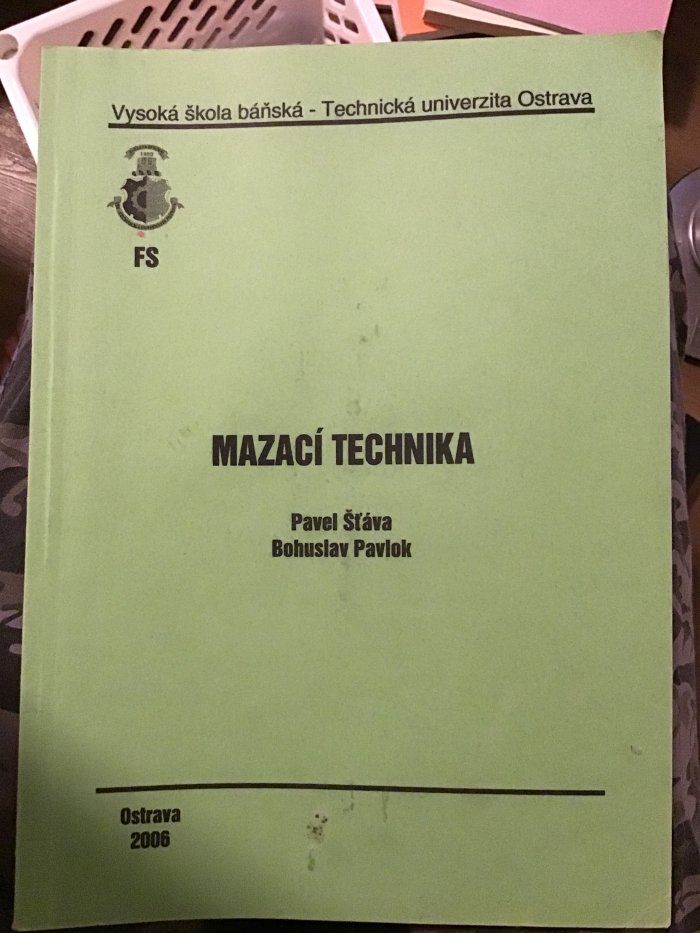 Vysoká škola báňská - Technická univerzita Ostrava
FS
MAZACÍ TECHNIKA
Pavel Šťáva
Bohuslav Pavlok
Ostrava
2006